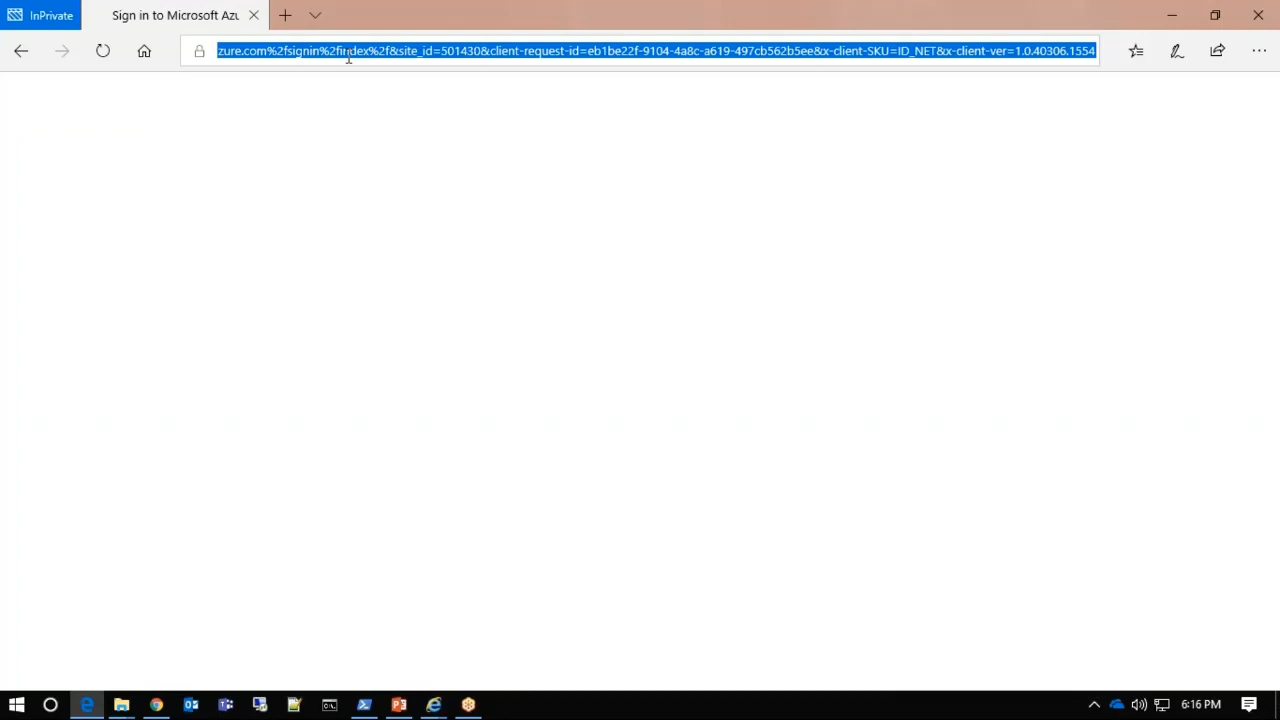 InPrivate
Sign in to Microsoft Azu
zure.com%2fsignin%2findex%2f&site_id=501430&client-request-id=eb1be22f-9104-4a8c-a619-497cb562b5ee&x-client-SKU=ID_NET&x-client-ver=1.0.40306.1554
6:16 PM